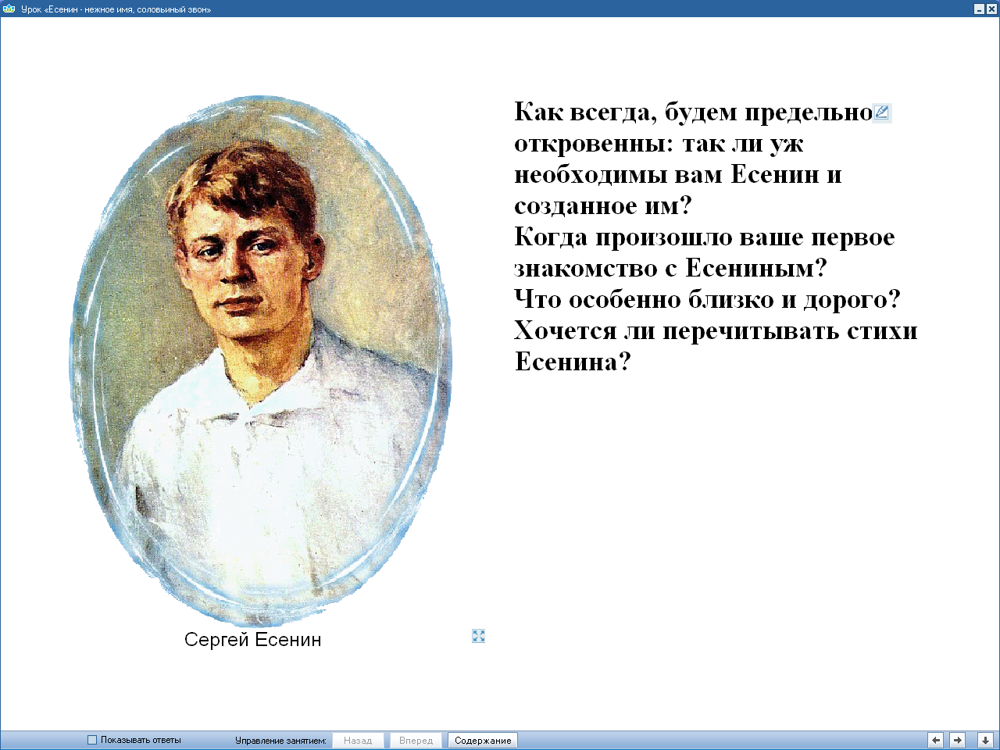 Урок «Есенин - нежное имя, соловьиный звон»
Как всегда, будем предельно
откровенны: так ли уж
необходимы вам Есенин и
созданное им?
Когда произошло ваше первое
знакомство с Есениным?
Что особенно близко и дорого?
Хочется ли перечитывать стихи
Есенина?
Сергей Есенин
Показывать ответы Управление занятием: Назад Вперед Содержание